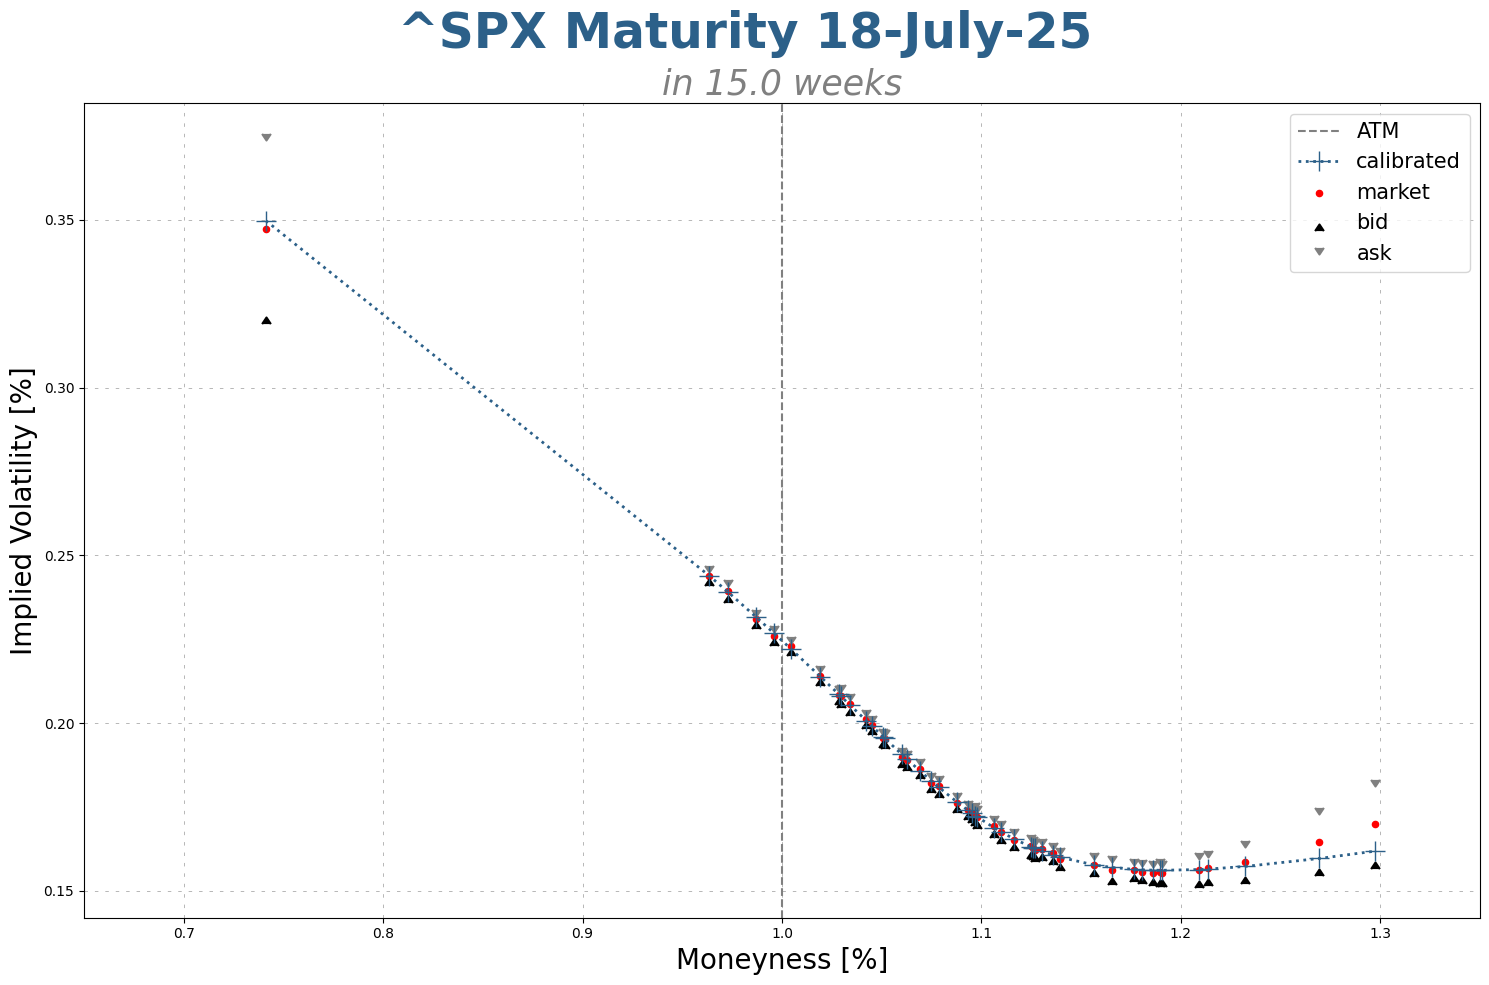 ^SPX Maturity 18-July-25
in 15.0 weeks
ATM
calibrated
market
bid
ask
Implied Volatility [%]
0.35
0.30
0.25
0.20
0.15
0.7 0.8 0.9 1.0 1.1 1.2 1.3
Moneyness [%]